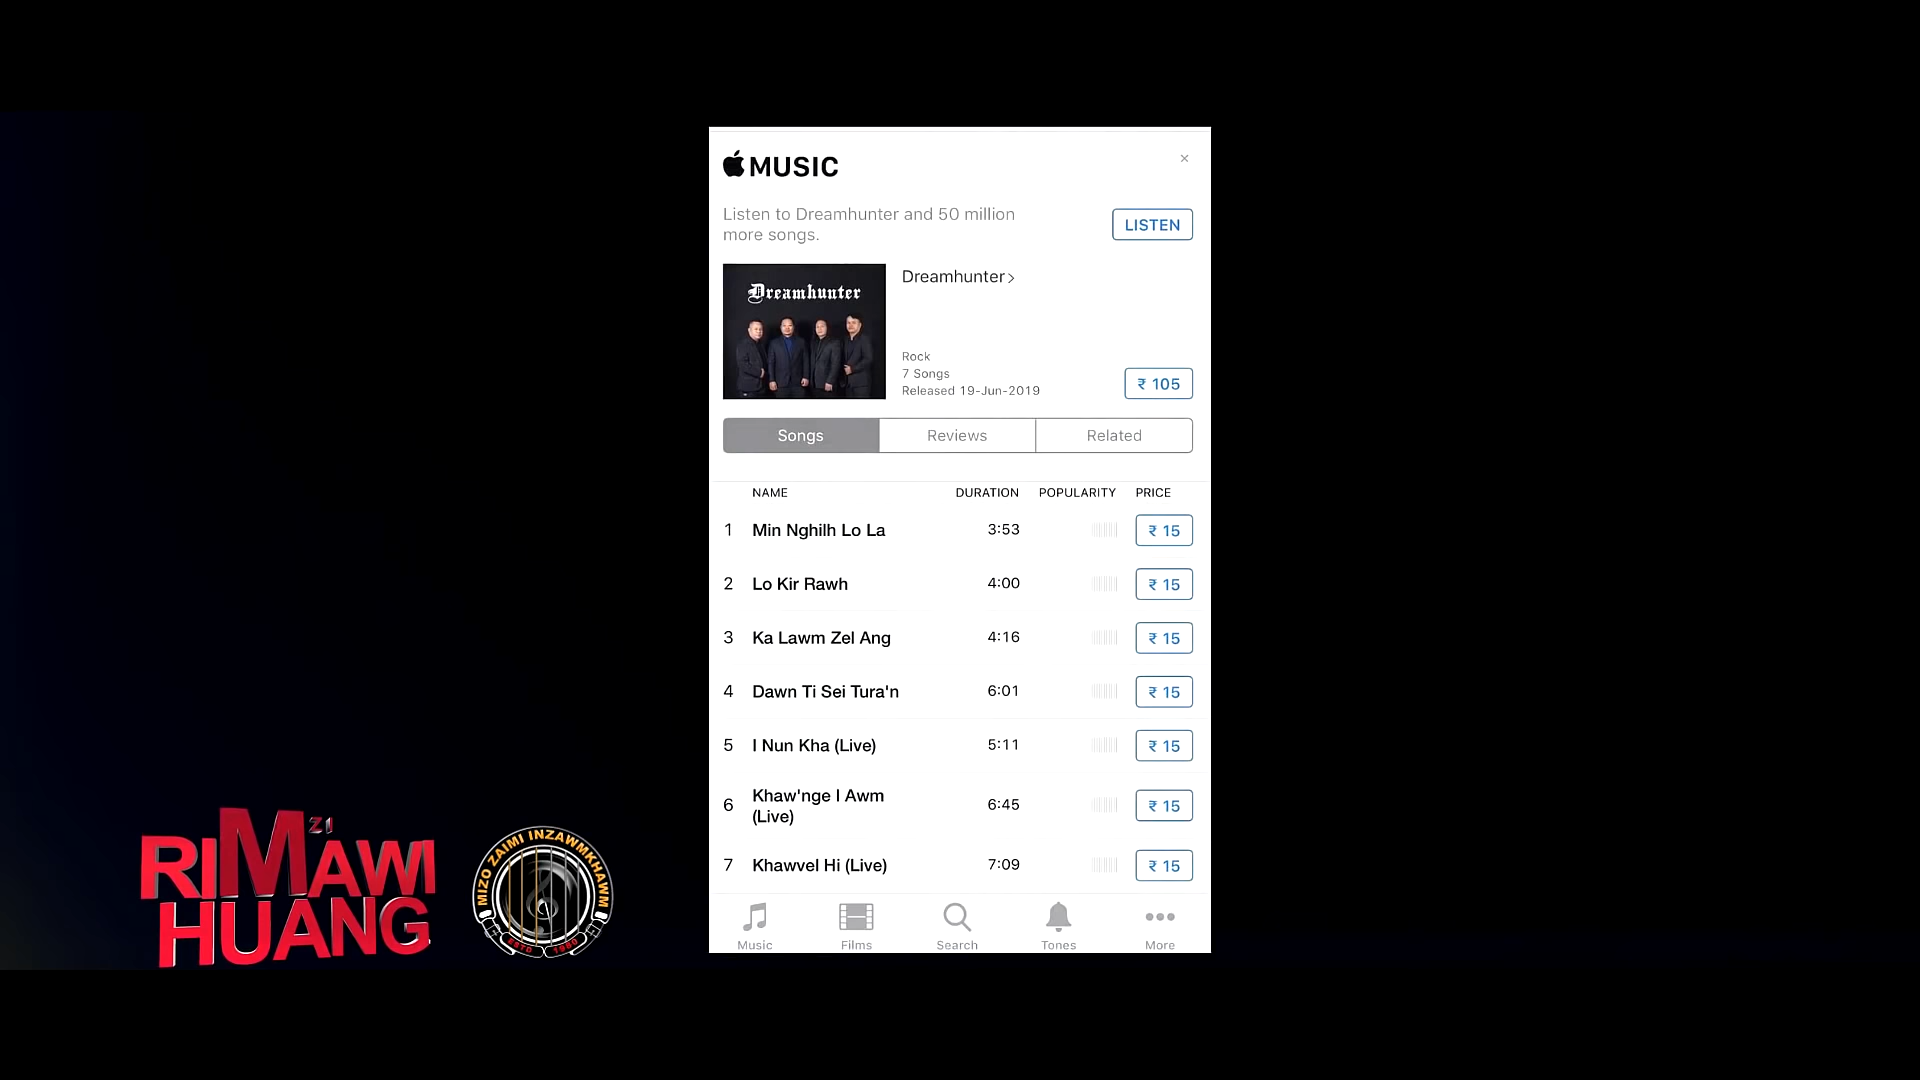 MUSIC
×
Listen to Dreamhunter and 50 million
more songs.
LISTEN
Dreamhunter
Dreamhunter>
Rock
7 Songs
Released 19-Jun-2019
₹ 105
Songs Reviews Related
NAME DURATION POPULARITY PRICE
1 Min Nghilh Lo La 3:53 ₹ 15
2 Lo Kir Rawh 4:00 ₹ 15
3 Ka Lawm Zel Ang 4:16 ₹ 15
4 Dawn Ti Sei Tura'n 6:01 ₹ 15
5 I Nun Kha (Live) 5:11 ₹ 15
6 Khaw'nge I Awm
(Live) 6:45 ₹ 15
7 Khawvel Hi (Live) 7:09 ₹ 15
Music Films Search Tones More
RIMAWI
ZI
HUANG
MIZO ZAIMI INZAWMKHAWM
ESTD 1990